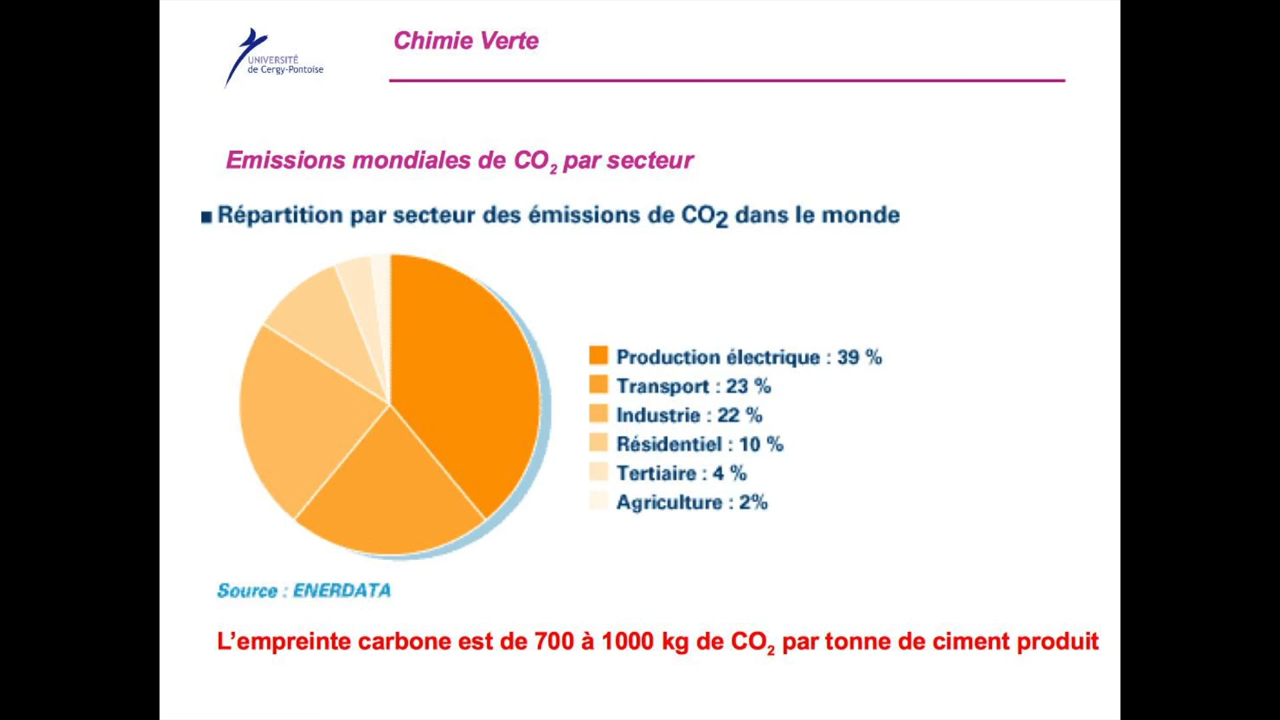 Chimie Verte
UNIVERSITÉ
de Cergy-Pontoise
Emissions mondiales de CO₂ par secteur
Répartition par secteur des émissions de CO2 dans le monde
Production électrique : 39 %
Transport : 23 %
Industrie : 22 %
Résidentiel : 10 %
Tertiaire : 4 %
Agriculture : 2%
Source : ENERDATA
L’empreinte carbone est de 700 à 1000 kg de CO₂ par tonne de ciment produit